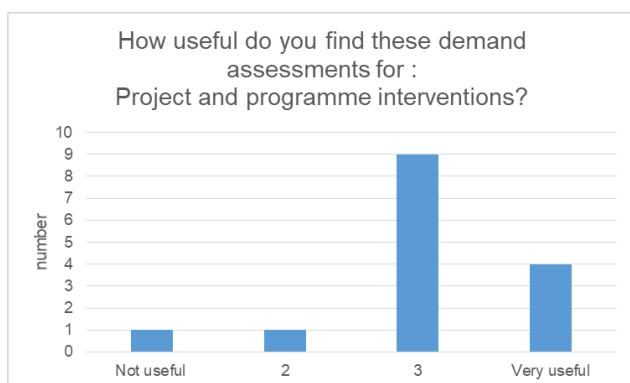 How useful do you find these demand
assessments for :
Project and programme interventions?
10
9
8
7
6
5
4
3
2
1
0
number
Not useful 2 3 Very useful